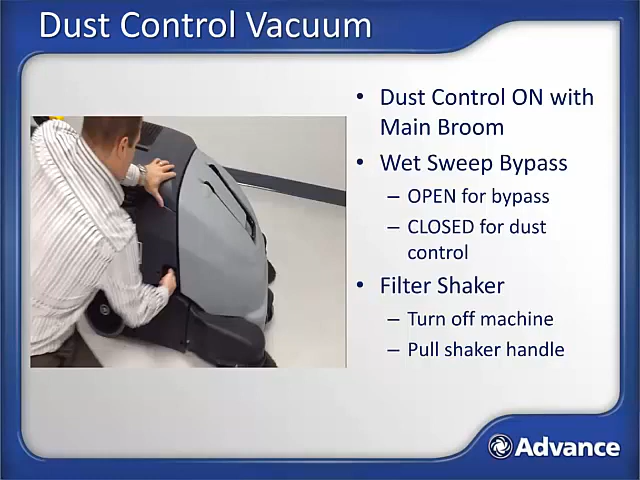 Dust Control Vacuum
• Dust Control ON with
Main Broom
• Wet Sweep Bypass
– OPEN for bypass
– CLOSED for dust
control
• Filter Shaker
– Turn off machine
– Pull shaker handle
Advance